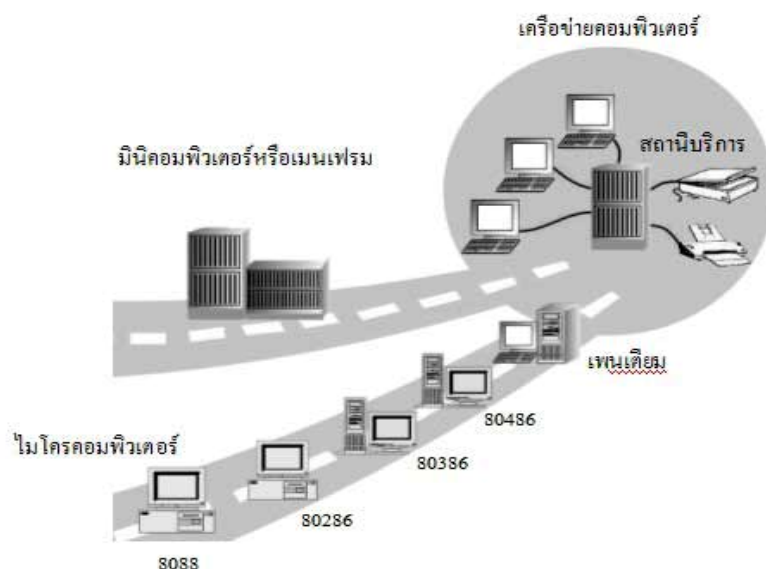 เครือข่ายคอมพิวเตอร์
สถานีบริการ
มินิคอมพิวเตอร์หรือเมนเฟรม
เพนเตียม
80486
ไมโครคอมพิวเตอร์
80386
80286
8088